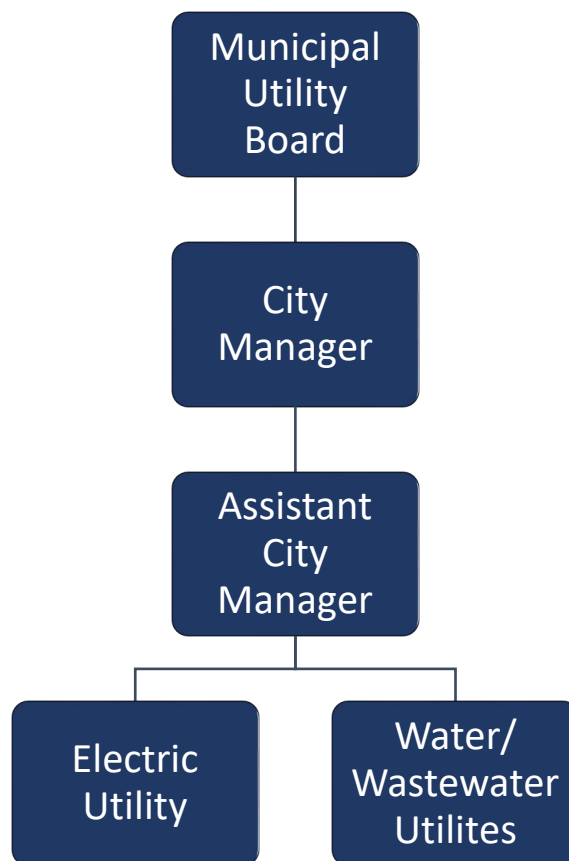 Municipal
Utility
Board
City
Manager
Assistant
City
Manager
Electric
Utility
Water/
Wastewater
Utilites